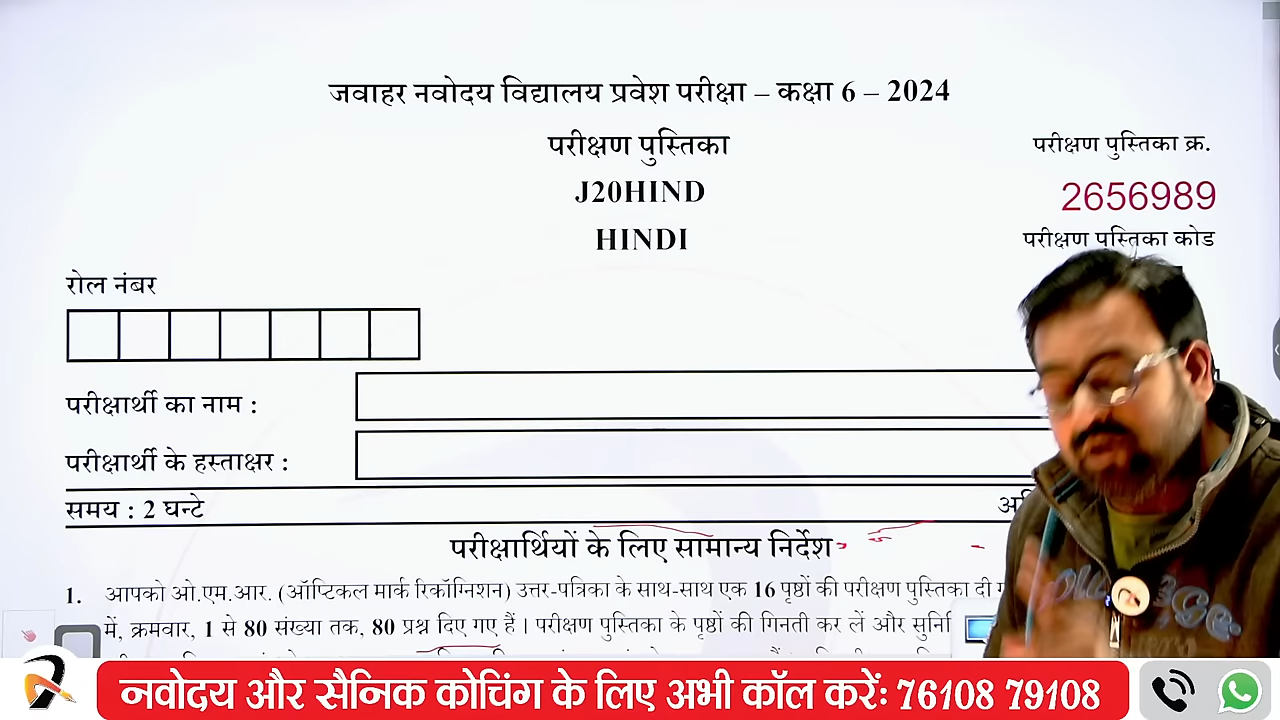 जवाहर नवोदय विद्यालय प्रवेश परीक्षा – कक्षा 6 – 2024
परीक्षण पुस्तिका
परीक्षण पुस्तिका क्र.
J20HIND
2656989
HINDI
परीक्षण पुस्तिका कोड
रोल नंबर
परीक्षार्थी का नाम :
परीक्षार्थी के हस्ताक्षर :
समय : 2 घन्टे
परीक्षार्थियों के लिए सामान्य निर्देश
1. आपको ओ.एम.आर. (ऑप्टिकल मार्क रिकॉग्निशन) उत्तर-पत्रिका के साथ-साथ एक 16 पृष्ठों की परीक्षण पुस्तिका दी
में, क्रमवार, 1 से 80 संख्या तक, 80 प्रश्न दिए गए हैं । परीक्षण पुस्तिका के पृष्ठों की गिनती कर लें और
नवोदय और सैनिक कोचिंग के लिए अभी कॉल करें: 76108 79108